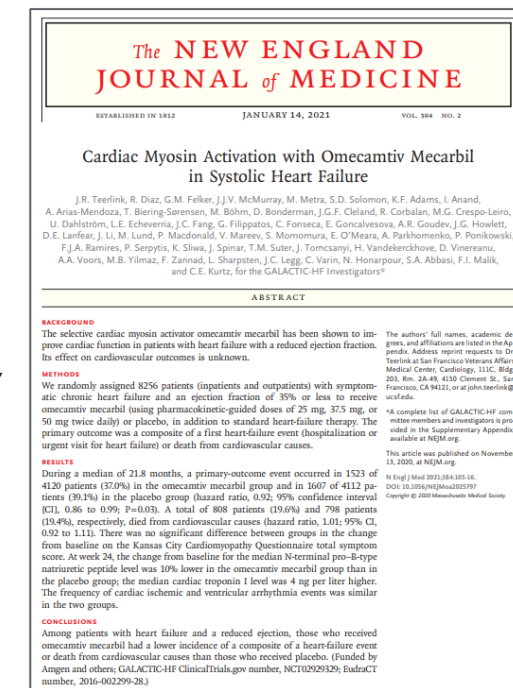 The NEW ENGLAND
JOURNAL of MEDICINE
ESTABLISHED IN 1812
JANUARY 14, 2021
VOL. 384 NO. 2
Cardiac Myosin Activation with Omecamtiv Mecarbil
in Systolic Heart Failure
J.R. Teerlink, R. Diaz, G.M. Felker, J.J.V. McMurray, M. Metra, S.D. Solomon, K.F. Adams, I. Anand,
A. Arias-Mendoza, T. Biering-Sørensen, M. Böhm, D. Bonderman, J.G.F. Cleland, R. Corbalan, M.G. Crespo-Leiro,
U. Dahlström, L.E. Echeverria, J.C. Fang, G. Filippatos, C. Fonseca, E. Goncalvesova, A.R. Goudev, J.G. Howlett,
D.E. Lanfear, J. Li, M. Lund, P. Macdonald, V. Mareev, S. Momomura, E. O'Meara, A. Parkhomenko, P. Ponikowski,
F.J.A. Ramires, P. Serpytis, K. Sliwa, J. Spinar, T.M. Suter, J. Tomcsanyi, H. Vandekerckhove, D. Vinereanu,
A.A. Voors, M.B. Yilmaz, F. Zannad, L. Sharpsten, J.C. Legg, C. Varin, N. Honarpour, S.A. Abbasi, F.I. Malik,
and C.E. Kurtz, for the GALACTIC-HF Investigators*
ABSTRACT
BACKGROUND
The selective cardiac myosin activator omecamtiv mecarbil has been shown to im-
prove cardiac function in patients with heart failure with a reduced ejection fraction.
Its effect on cardiovascular outcomes is unknown.
METHODS
We randomly assigned 8256 patients (inpatients and outpatients) with symptom-
atic chronic heart failure and an ejection fraction of 35% or less to receive
omecamtiv mecarbil (using pharmacokinetic-guided doses of 25 mg, 37.5 mg, or
50 mg twice daily) or placebo, in addition to standard heart-failure therapy. The
primary outcome was a composite of a first heart-failure event (hospitalization or
urgent visit for heart failure) or death from cardiovascular causes.
RESULTS
During a median of 21.8 months, a primary-outcome event occurred in 1523 of
4120 patients (37.0%) in the omecamtiv mecarbil group and in 1607 of 4112 pa-
tients (39.1%) in the placebo group (hazard ratio, 0.92; 95% confidence interval
[CI], 0.86 to 0.99; P=0.03). A total of 808 patients (19.6%) and 798 patients
(19.4%), respectively, died from cardiovascular causes (hazard ratio, 1.01; 95% CI,
0.92 to 1.11). There was no significant difference between groups in the change
from baseline on the Kansas City Cardiomyopathy Questionnaire total symptom
score. At week 24, the change from baseline for the median N-terminal pro–B-type
natriuretic peptide level was 10% lower in the omecamtiv mecarbil group than in
the placebo group; the median cardiac troponin I level was 4 ng per liter higher.
The frequency of cardiac ischemic and ventricular arrhythmia events was similar
in the two groups.
CONCLUSIONS
Among patients with heart failure and a reduced ejection, those who received
omecamtiv mecarbil had a lower incidence of a composite of a heart-failure event
or death from cardiovascular causes than those who received placebo. (Funded by
Amgen and others; GALACTIC-HF ClinicalTrials.gov number, NCT02929329; EudraCT
number, 2016-002299-28.)
The authors' full names, academic de-
grees, and affiliations are listed in the Ap-
pendix. Address reprint requests to Dr.
Teerlink at San Francisco Veterans Affairs
Medical Center, Cardiology, 111C, Bldg.
203, Rm. 2A-49, 4150 Clement St., San
Francisco, CA 94121, or at john.teerlink@
ucsf.edu.
*A complete list of GALACTIC-HF com-
mittee members and investigators is pro-
vided in the Supplementary Appendix,
available at NEJM.org.
This article was published on November
13, 2020, at NEJM.org.
N Engl J Med 2021;384:105-16.
DOI: 10.1056/NEJMoa2025797
Copyright © 2020 Massachusetts Medical Society.